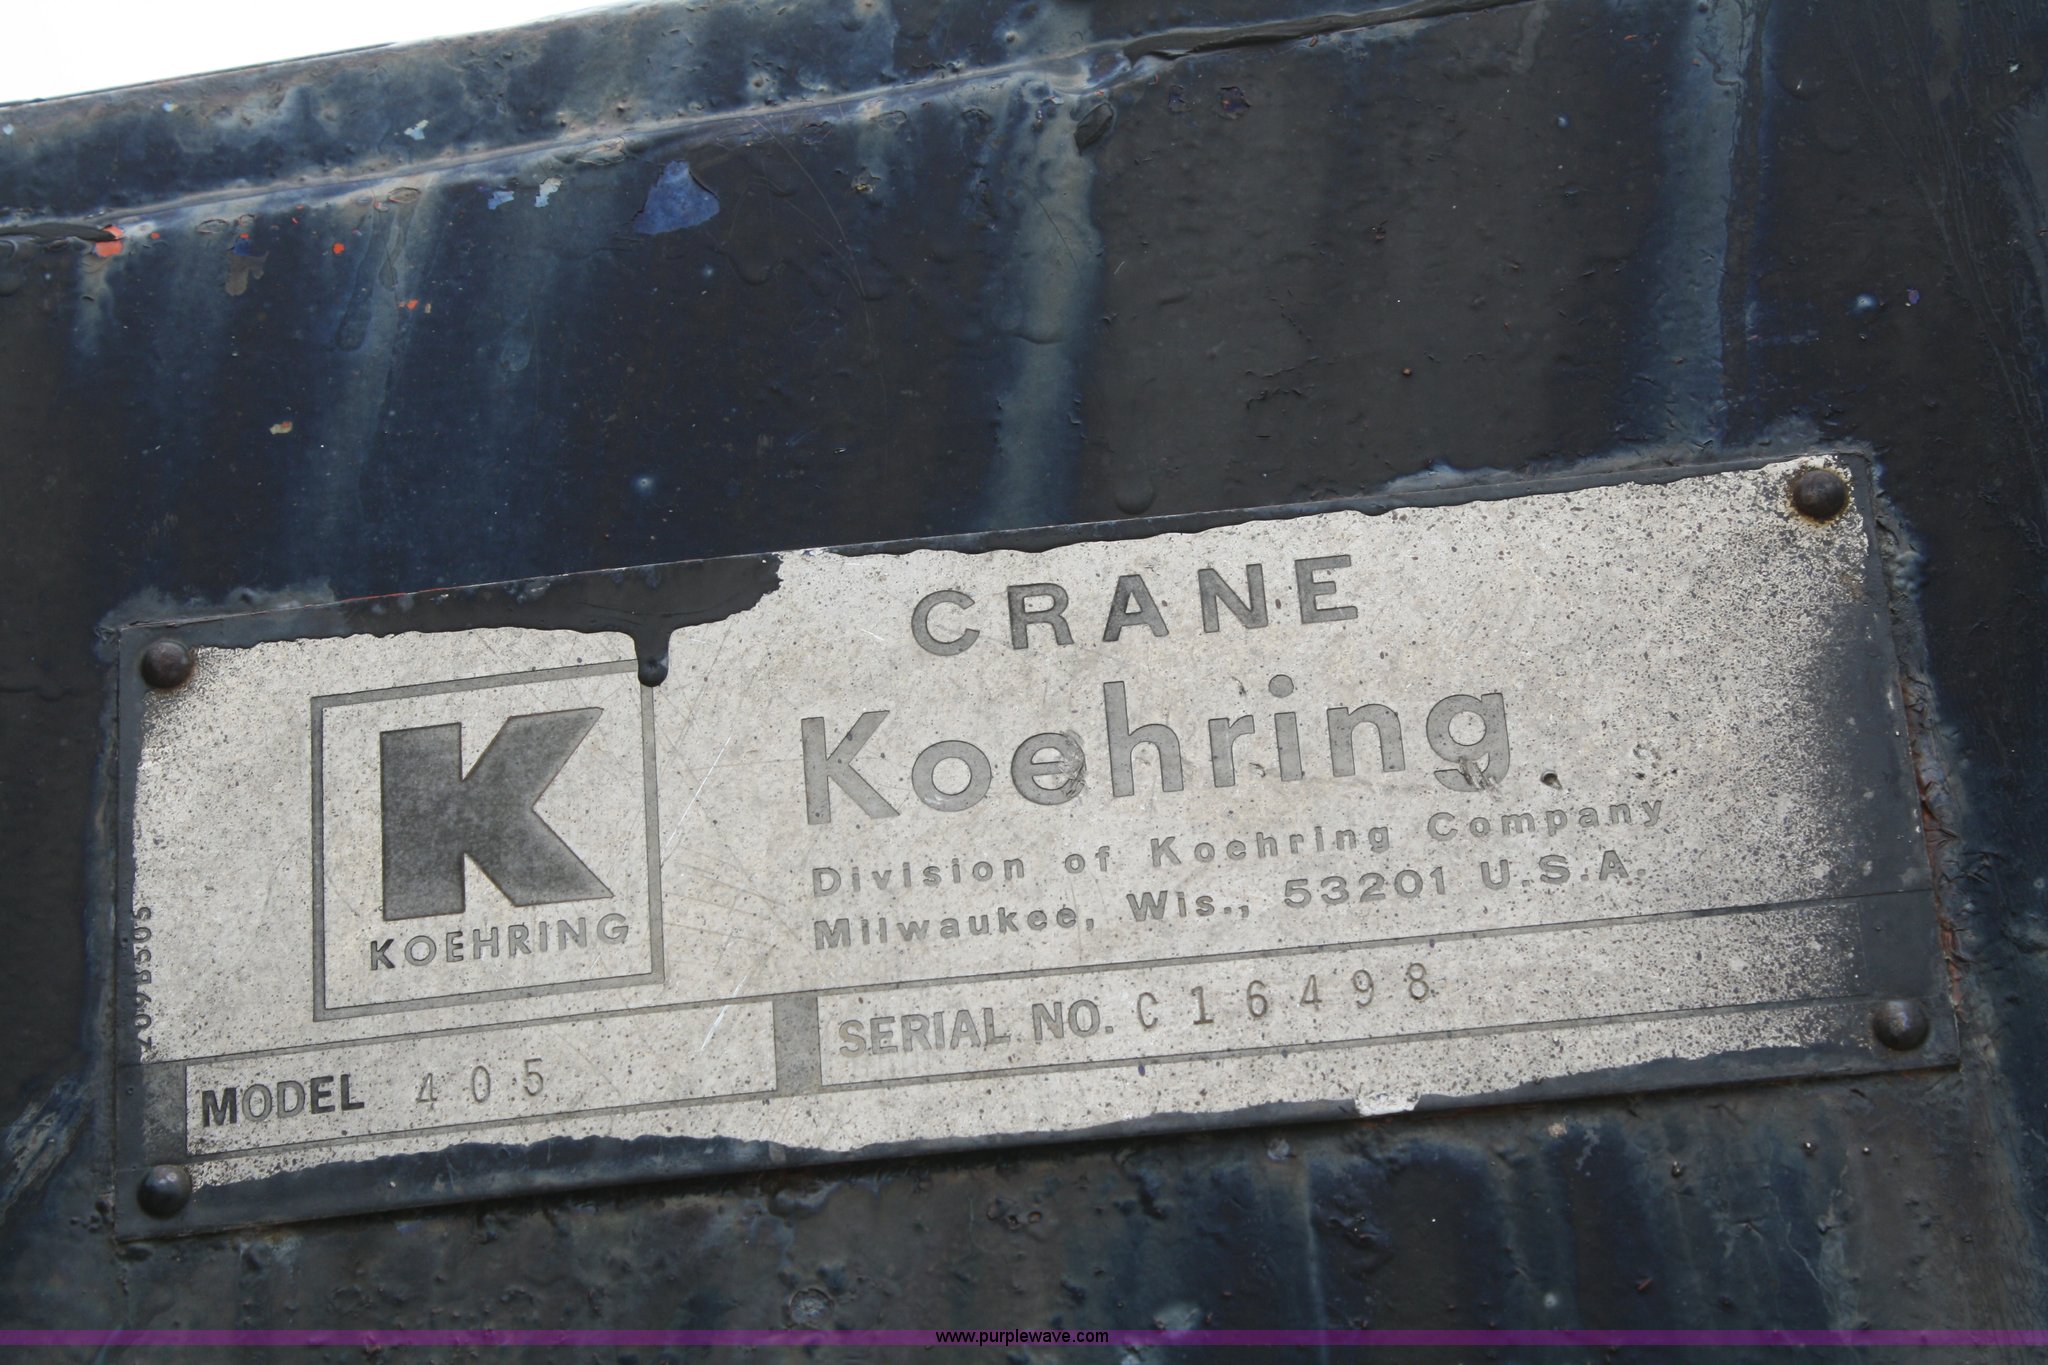 CRANE
Koehring
Division of Koehring Company
Milwaukee, Wis., 53201 U.S.A.
K
KOEHRING
MODEL 405
SERIAL NO. C16498
www.purplewave.com